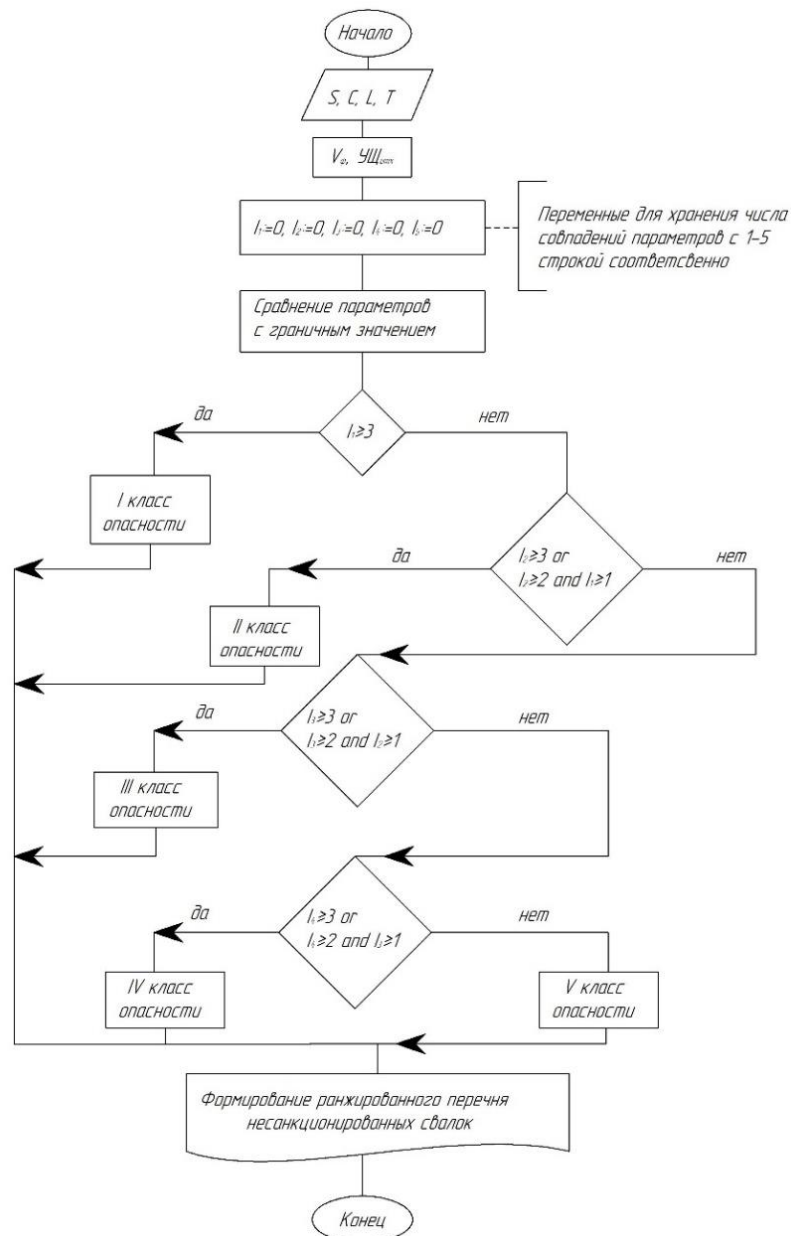 Начало
S, C, L, T
I₁:=0, I₂:=0, I₃:=0, I₄:=0, I₅:=0
Переменные для хранения числа
совпадений параметров с 1-5
строкой соответсвенно
Сравнение параметров
с граничным значением
да
I₁≥3
нет
I класс
опасности
да
I₂≥3 or
I₂≥2 and I₁≥1
нет
II класс
опасности
да
I₃≥3 or
I₃≥2 and I₂≥1
нет
III класс
опасности
да
I₄≥3 or
I₄≥2 and I₃≥1
нет
IV класс
опасности
V класс
опасности
Формирование ранжированного перечня
несанкционированных свалок
Конец